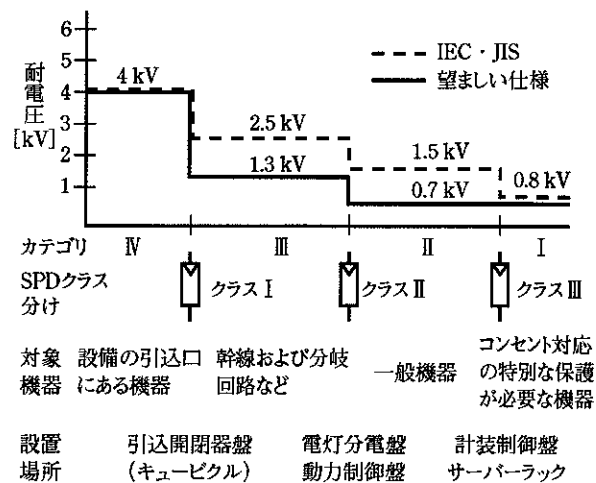 6
5
4
3
2
1
耐電圧
[kV]
IEC・JIS
望ましい仕様
4 kV
2.5 kV
1.3 kV
1.5 kV
0.7 kV
0.8 kV
カテゴリ Ⅳ Ⅲ Ⅱ Ⅰ
SPDクラス
分け
クラスⅠ クラスⅡ クラスⅢ
対象
機器
設備の引込口
にある機器
幹線および分岐
回路など
一般機器
コンセント対応
の特別な保護
が必要な機器
設置
場所
引込開閉器盤
(キュービクル)
電灯分電盤
動力制御盤
計装制御盤
サーバーラック